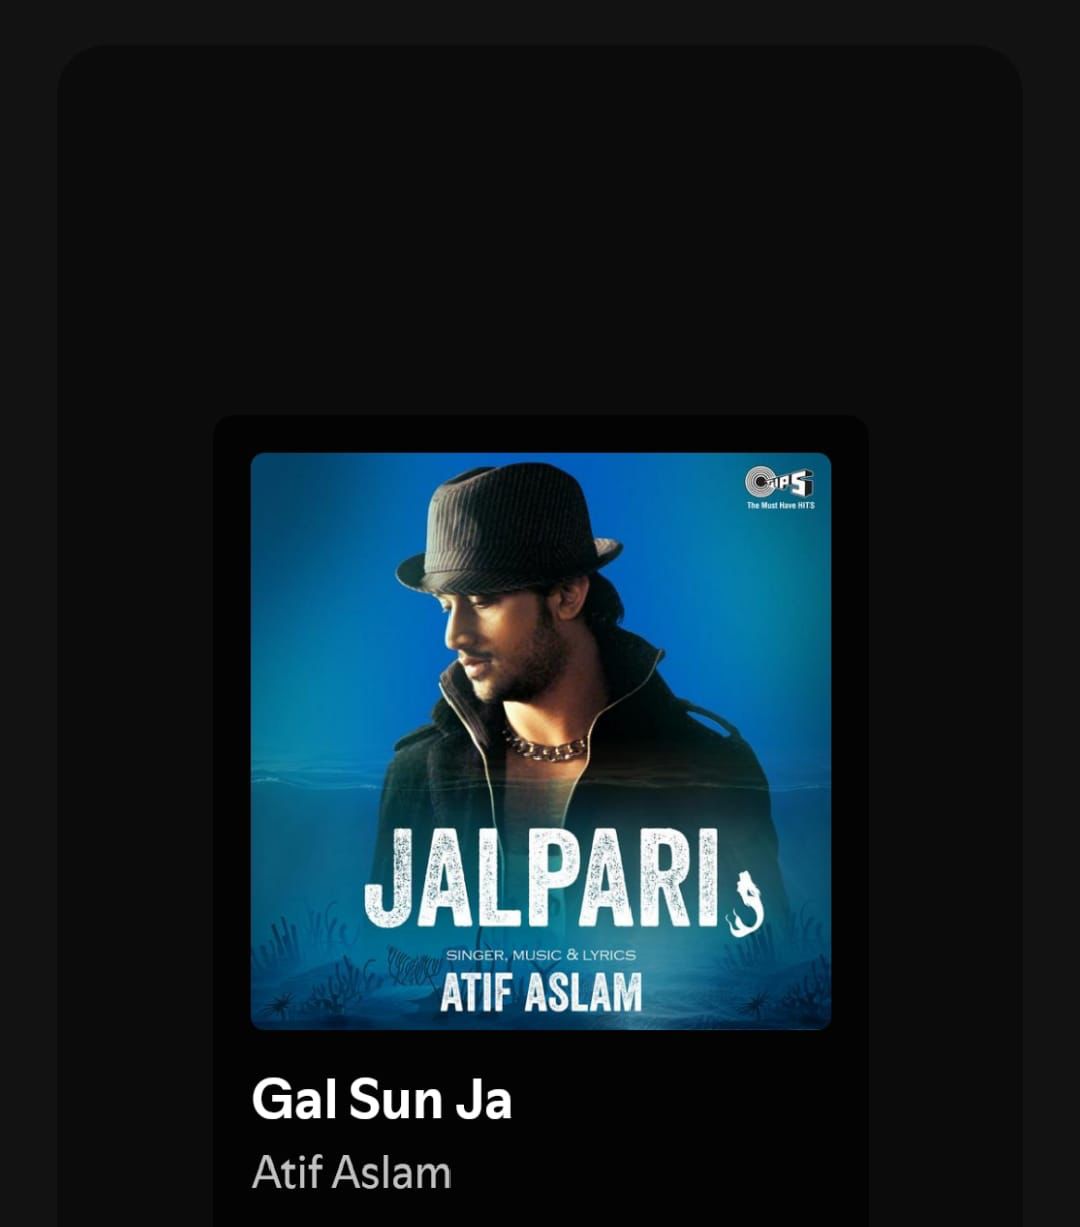 TIPS
The Must Have HITS
JALPARI
SINGER, MUSIC & LYRICS
ATIF ASLAM
Gal Sun Ja
Atif Aslam